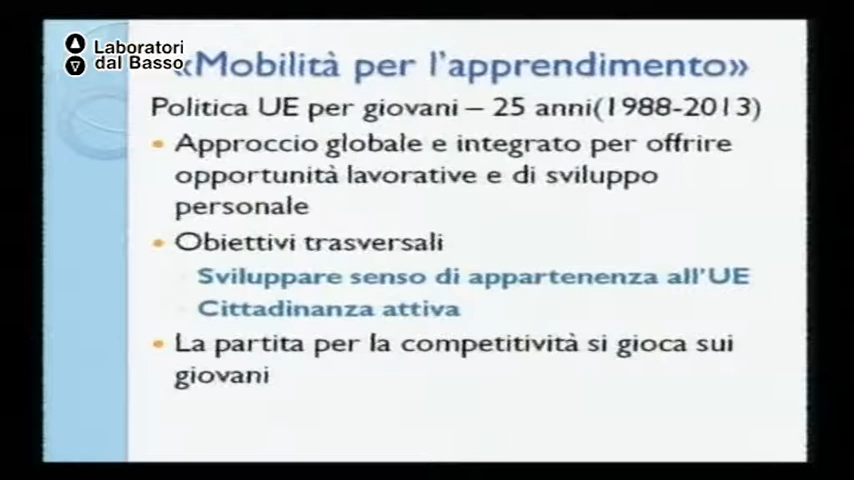 Laboratori
dal Basso
«Mobilità per l'apprendimento»
Politica UE per giovani – 25 anni(1988-2013)
Approccio globale e integrato per offrire
opportunità lavorative e di sviluppo
personale
Obiettivi trasversali
Sviluppare senso di appartenenza all'UE
Cittadinanza attiva
La partita per la competitività si gioca sui
giovani